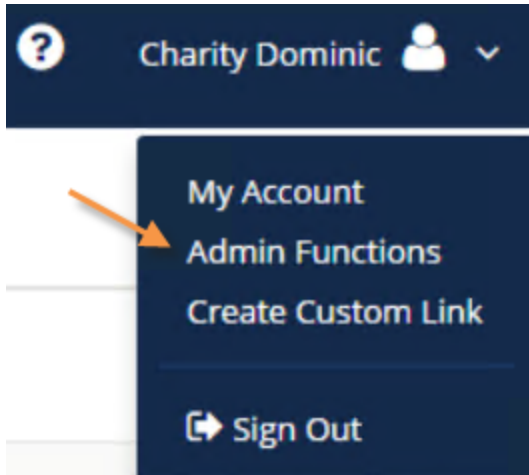 ?
Charity Dominic
My Account
Admin Functions
Create Custom Link
Sign Out